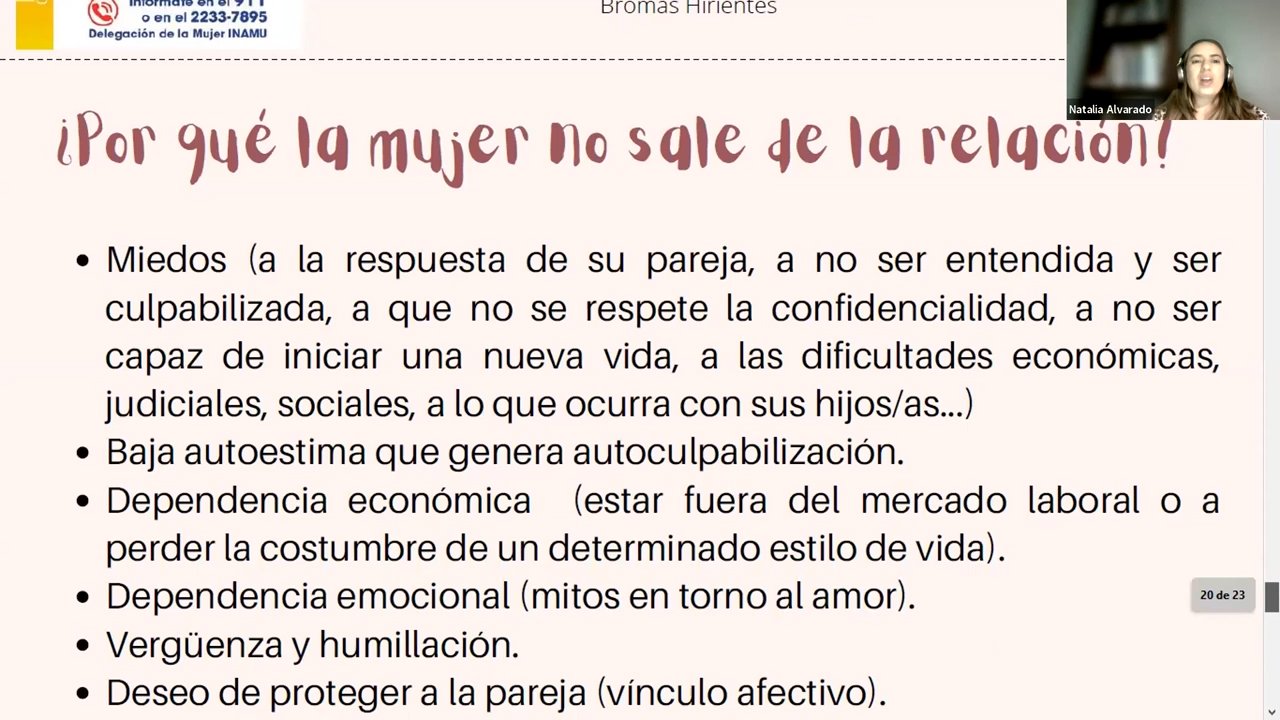 Infórmate en el 911
o en el 2233-7895
Delegación de la Mujer INAMU
Bromas Hirientes
Natalia Alvarado
¿Por qué la mujer no sale de la relación?
• Miedos (a la respuesta de su pareja, a no ser entendida y ser
culpabilizada, a que no se respete la confidencialidad, a no ser
capaz de iniciar una nueva vida, a las dificultades económicas,
judiciales, sociales, a lo que ocurra con sus hijos/as...)
• Baja autoestima que genera autoculpabilización.
• Dependencia económica (estar fuera del mercado laboral o a
perder la costumbre de un determinado estilo de vida).
• Dependencia emocional (mitos en torno al amor).
• Vergüenza y humillación.
• Deseo de proteger a la pareja (vínculo afectivo).
20 de 23